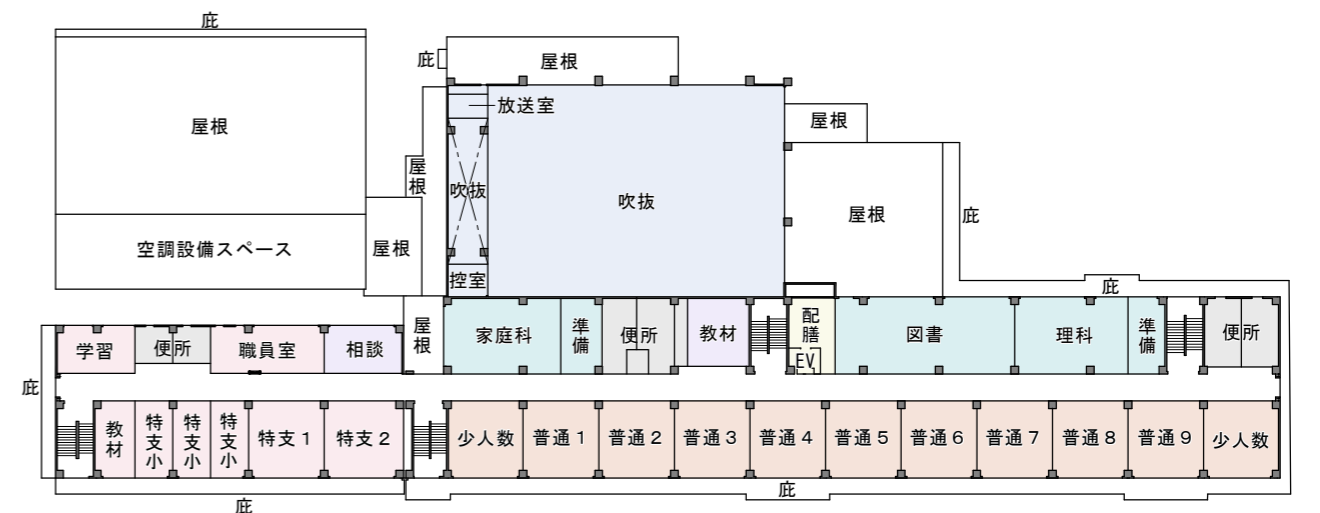 庇
庇
屋根
放送室
屋根
屋根
屋根
吹抜
吹抜
屋根
庇
空調設備スペース
屋根
控室
庇
屋根
家庭科
準備
便所
教材
配膳
EV
図書
理科
準備
便所
学習
便所
職員室
相談
庇
教材
特支小
特支小
特支小
特支1
特支2
少人数
普通1
普通2
普通3
普通4
普通5
普通6
普通7
普通8
普通9
少人数
庇
庇